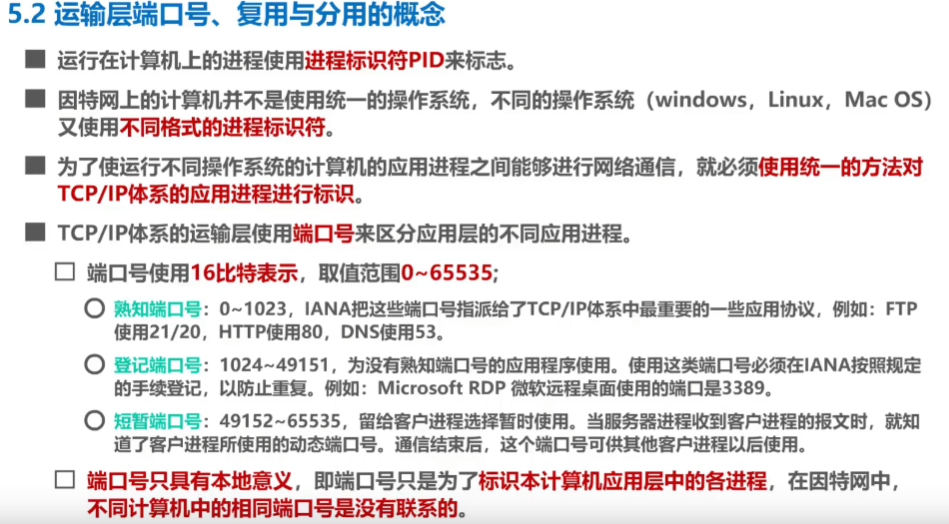 5.2 运输层端口号、复用与分用的概念
运行在计算机上的进程使用进程标识符PID来标志。
因特网上的计算机并不是使用统一的操作系统，不同的操作系统（windows，Linux，Mac OS）
又使用不同格式的进程标识符。
为了使运行不同操作系统的计算机的应用进程之间能够进行网络通信，就必须使用统一的方法对
TCP/IP体系的应用进程进行标识。
TCP/IP体系的运输层使用端口号来区分应用层的不同应用进程。
端口号使用16比特表示，取值范围0~65535;
熟知端口号：0~1023，IANA把这些端口号指派给了TCP/IP体系中最重要的一些应用协议，例如：FTP
使用21/20，HTTP使用80，DNS使用53。
登记端口号：1024~49151，为没有熟知端口号的应用程序使用。使用这类端口号必须在IANA按照规定
的手续登记，以防止重复。例如：Microsoft RDP 微软远程桌面使用的端口是3389。
短暂端口号：49152~65535，留给客户进程选择暂时使用。当服务器进程收到客户进程的报文时，就知
道了客户进程所使用的动态端口号。通信结束后，这个端口号可供其他客户进程以后使用。
端口号只具有本地意义，即端口号只是为了标识本计算机应用层中的各进程，在因特网中，
不同计算机中的相同端口号是没有联系的。